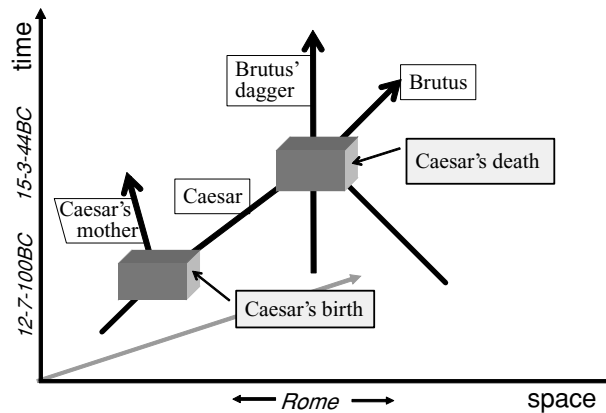 time
15-3-44BC
12-7-100BC
Brutus’
dagger
Brutus
Caesar’s death
Caesar
Caesar’s
mother
Caesar’s birth
Rome
space